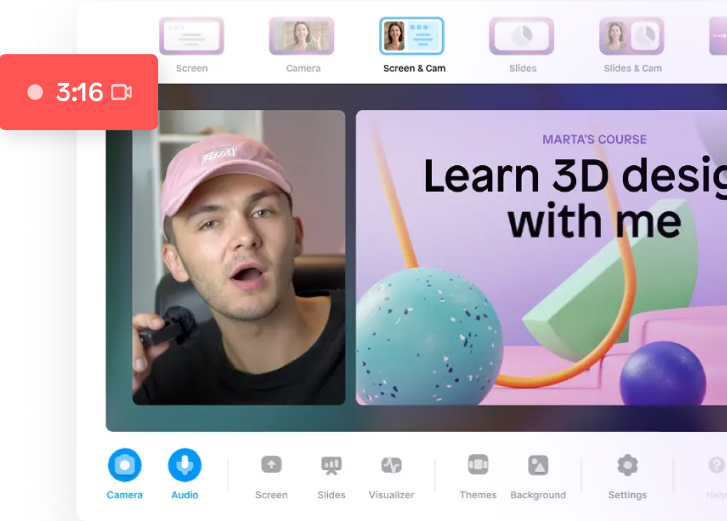 Screen
Camera
Screen & Cam
Slides
Slides & Cam
3:16
MARTA'S COURSE
Learn 3D desig
with me
Camera
Audio
Screen
Slides
Visualizer
Themes
Background
Settings
Help